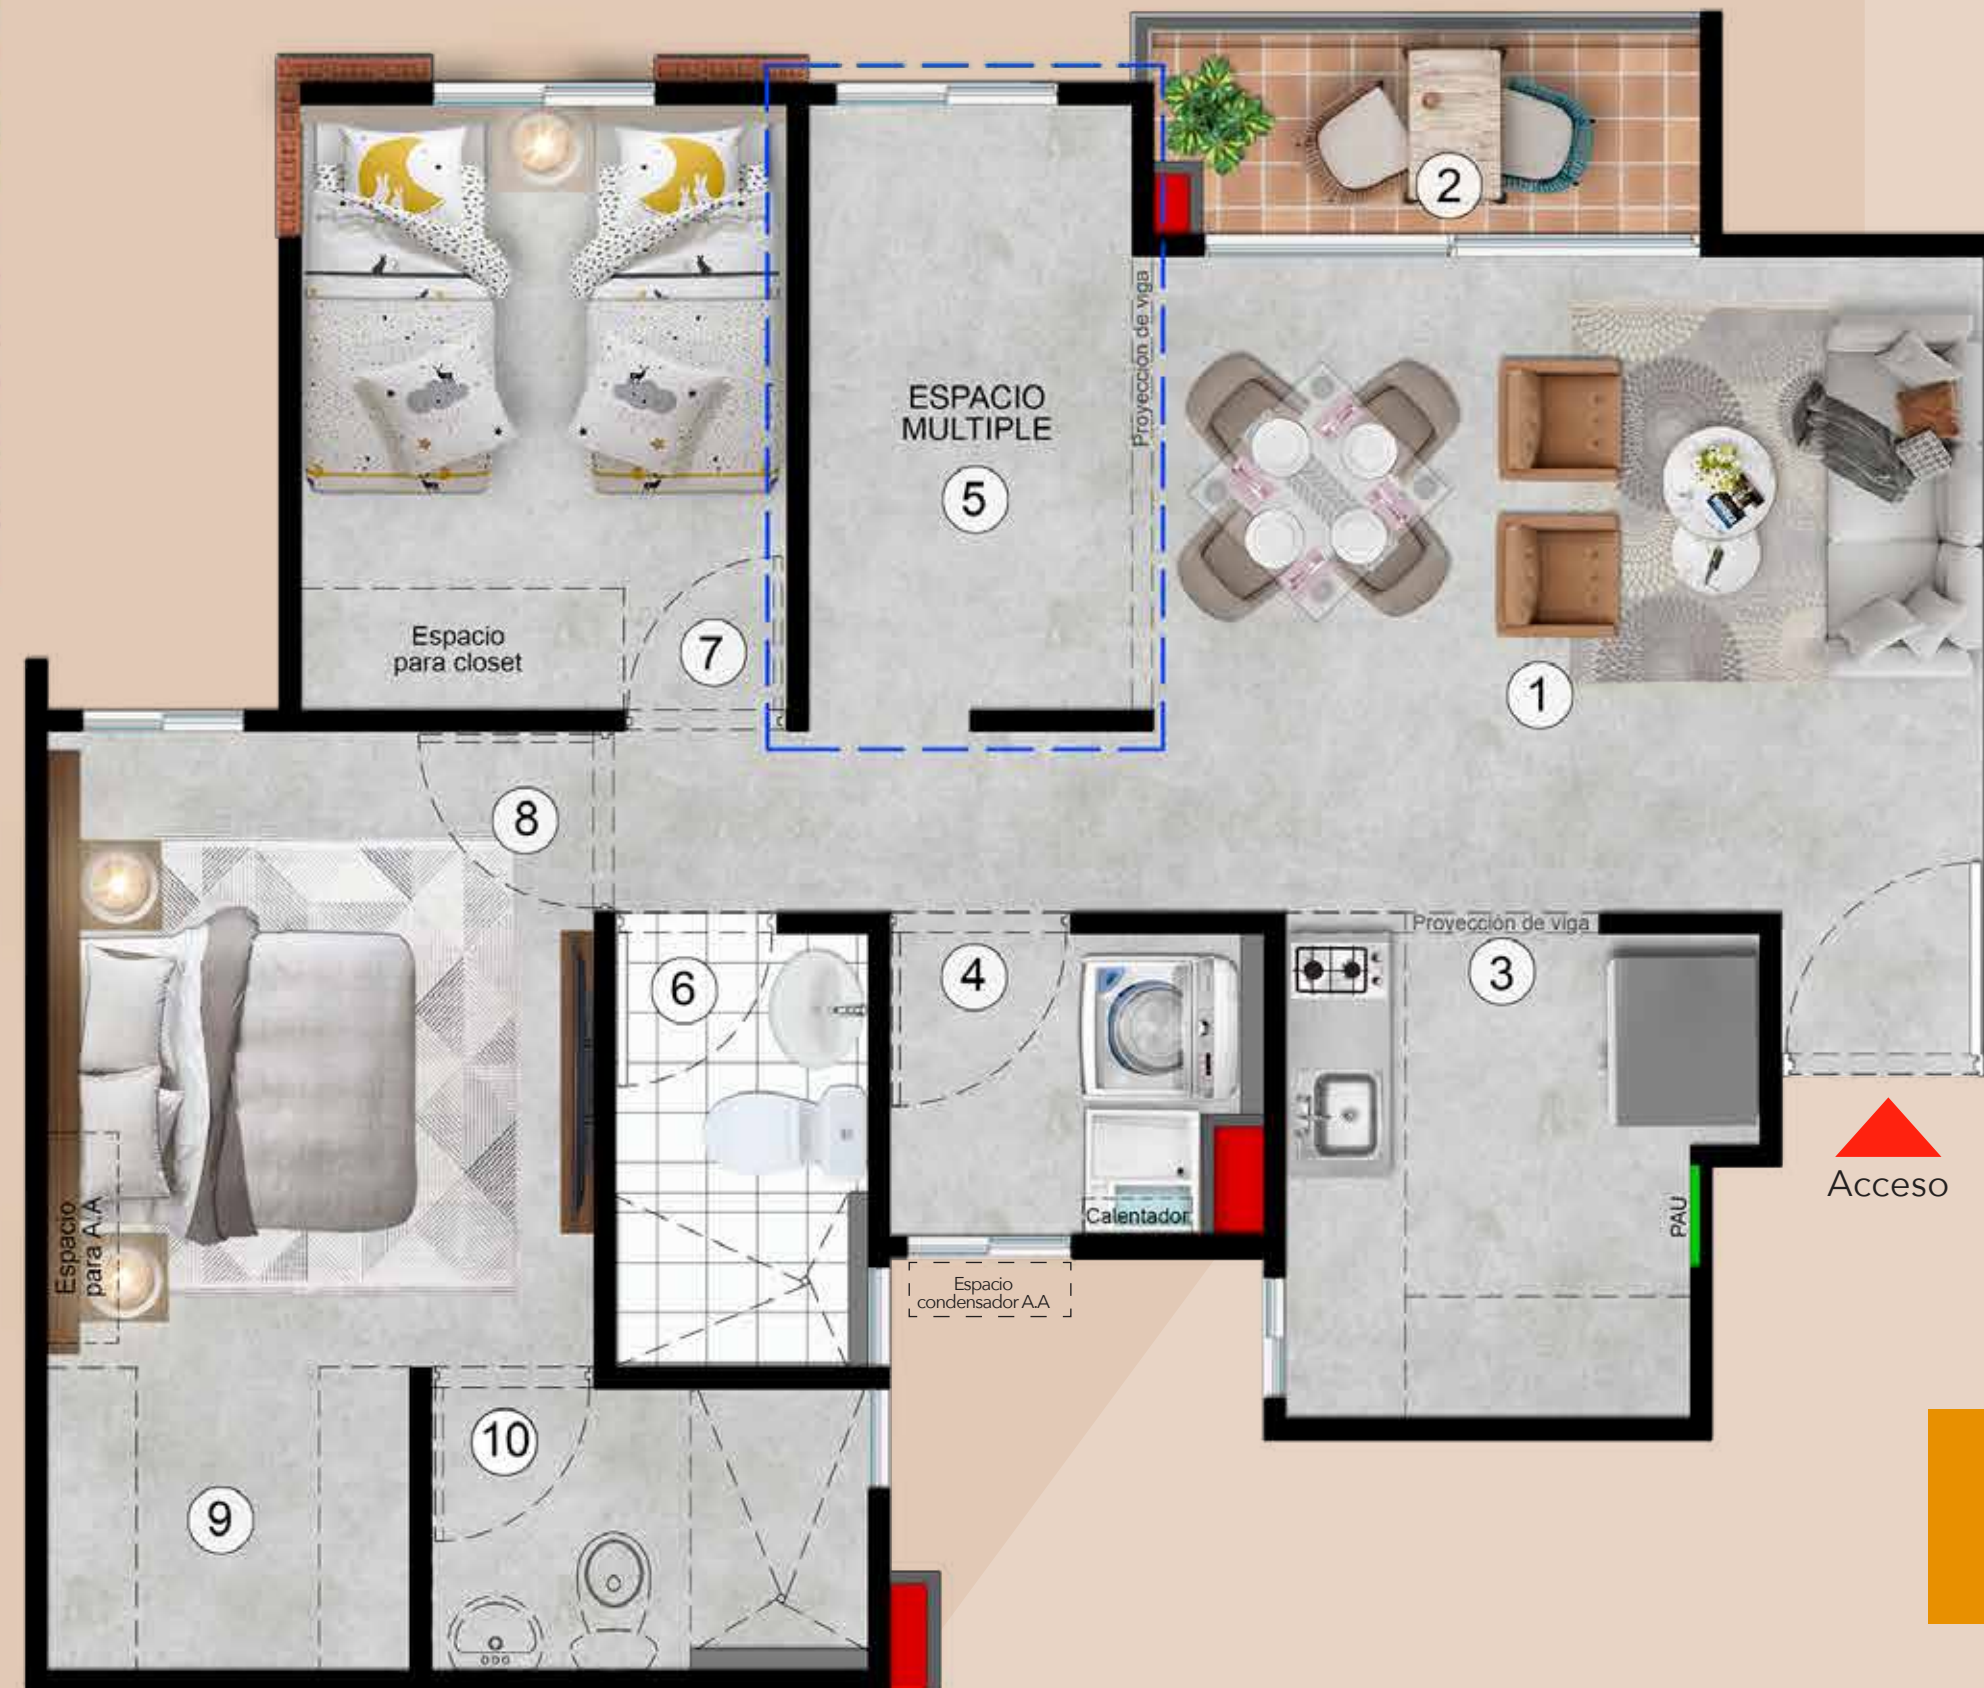 2
Proyección de viga
ESPACIO
MULTIPLE
5
Espacio
para closet
7
1
8
Proyección de viga
6
4
3
Acceso
PAU
Espacio
para A.A
Calentador
Espacio
condensador A.A
10
9